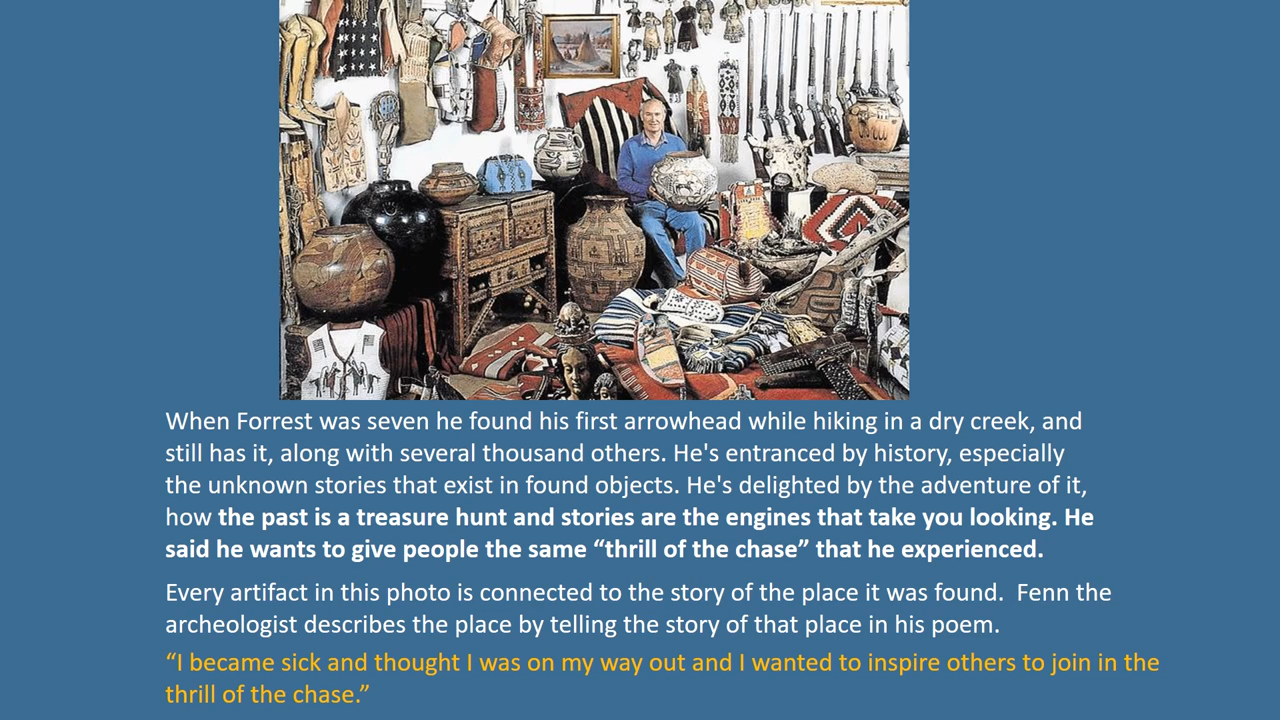 When Forrest was seven he found his first arrowhead while hiking in a dry creek, and
still has it, along with several thousand others. He's entranced by history, especially
the unknown stories that exist in found objects. He's delighted by the adventure of it,
how the past is a treasure hunt and stories are the engines that take you looking. He
said he wants to give people the same “thrill of the chase” that he experienced.
Every artifact in this photo is connected to the story of the place it was found.  Fenn the
archeologist describes the place by telling the story of that place in his poem.
“I became sick and thought I was on my way out and I wanted to inspire others to join in the
thrill of the chase.”